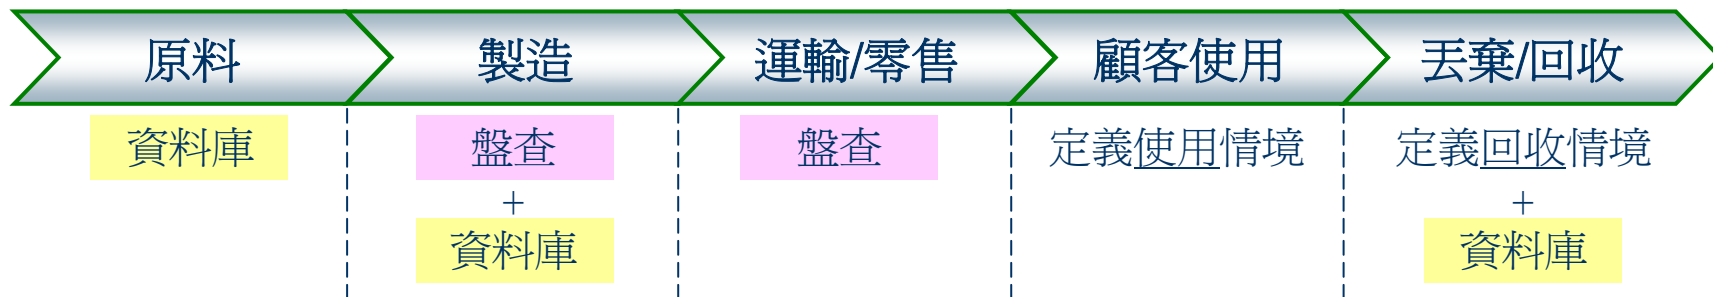 原料
製造
運輸/零售
顧客使用
丟棄/回收
資料庫
盤查
+
資料庫
盤查
定義使用情境
定義回收情境
+
資料庫